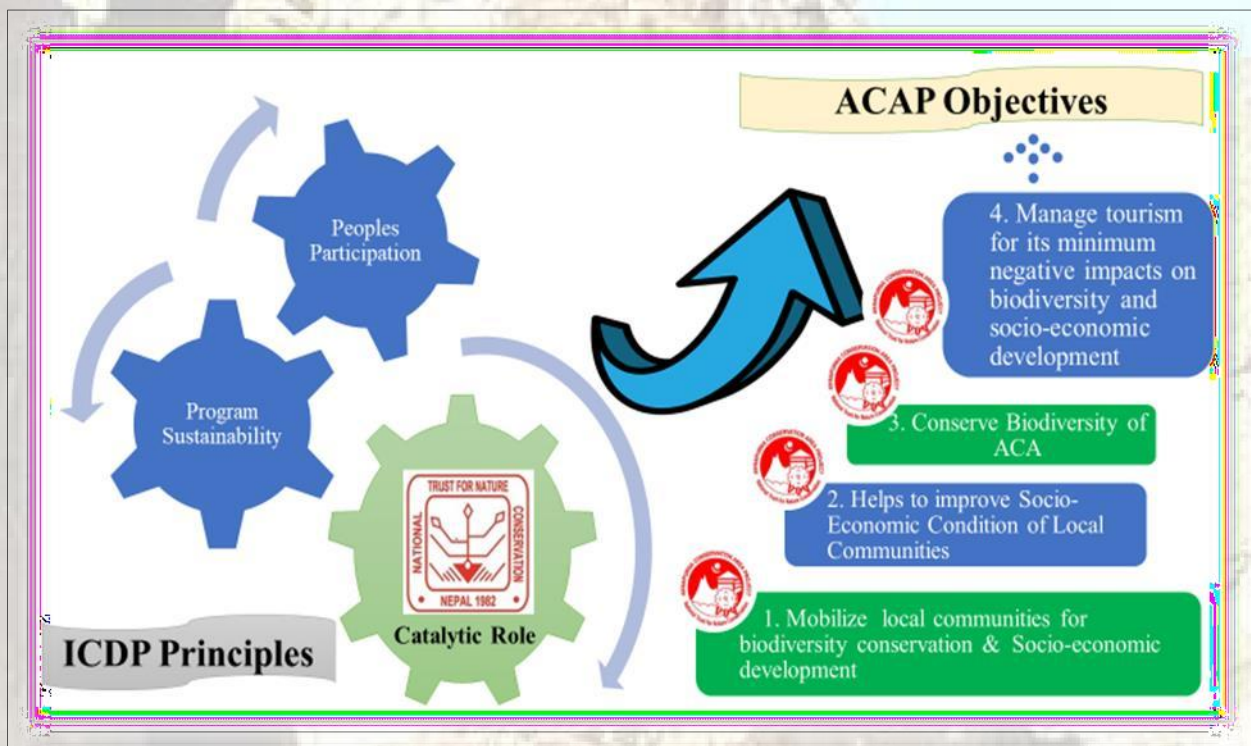 ACAP Objectives
Peoples
Participation
Program
Sustainability
TRUST FOR NATURE
NATIONAL
CONSERVATION
NEPAL 1982
Catalytic Role
ICDP Principles
4. Manage tourism
for its minimum
negative impacts on
biodiversity and
socio-economic
development
3. Conserve Biodiversity of
ACA
2. Helps to improve Socio-
Economic Condition of Local
Communities
1. Mobilize local communities for
biodiversity conservation & Socio-economic
development